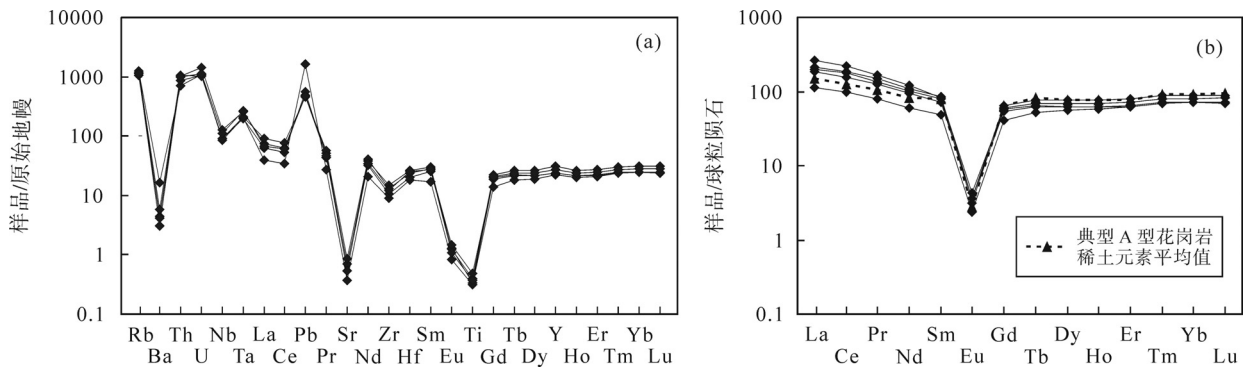 10000
1000
100
10
1
0.1
样品/原始地幔
(a)
Rb Th Nb La Pb Sr Zr Sm Ti Tb Y Er Yb
Ba U Ta Ce Pr Nd Hf Eu Gd Dy Ho Tm Lu
1000
100
10
1
0.1
样品/球粒陨石
(b)
典型 A 型花岗岩
稀土元素平均值
La Pr Sm Gd Dy Er Yb
Ce Nd Eu Tb Ho Tm Lu